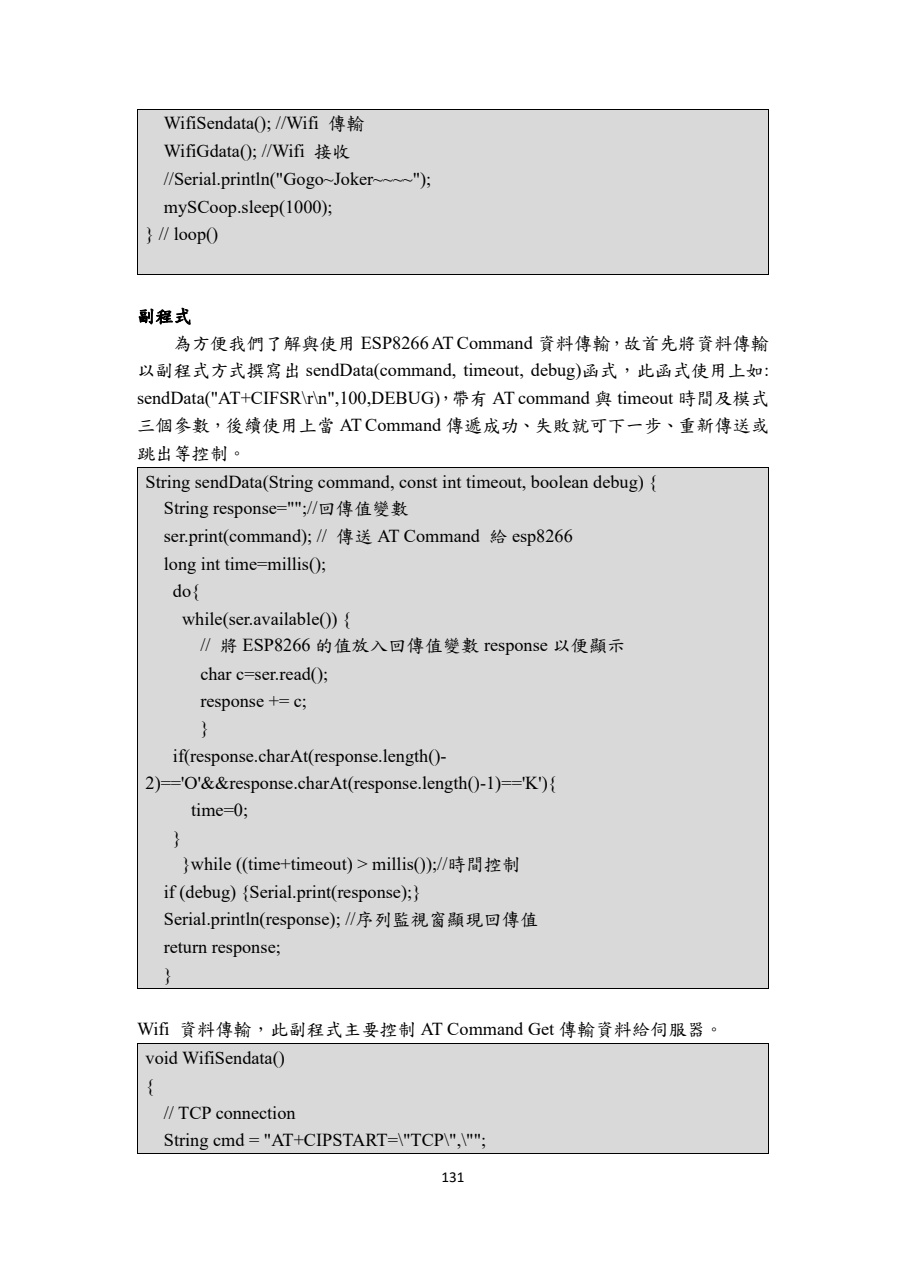 WifiSendata(); //Wifi 傳輸
WifiGdata(); //Wifi 接收
//Serial.println("Gogo~Joker~~~~");
mySCoop.sleep(1000);
} // loop()
副程式
為方便我們了解與使用 ESP8266 AT Command 資料傳輸，故首先將資料傳輸
以副程式方式撰寫出 sendData(command, timeout, debug)函式，此函式使用上如:
sendData("AT+CIFSR\r\n",100,DEBUG)，帶有 AT command 與 timeout 時間及模式
三個參數，後續使用上當 AT Command 傳遞成功、失敗就可下一步、重新傳送或
跳出等控制。
String sendData(String command, const int timeout, boolean debug) {
String response="";//回傳值變數
ser.print(command); // 傳送 AT Command 給 esp8266
long int time=millis();
do{
while(ser.available()) {
// 將 ESP8266 的值放入回傳值變數 response 以便顯示
char c=ser.read();
response += c;
}
if(response.charAt(response.length()-
2)=='O'&&response.charAt(response.length()-1)=='K'){
time=0;
}
}while ((time+timeout) > millis());//時間控制
if (debug) {Serial.print(response);}
Serial.println(response); //序列監視窗顯現回傳值
return response;
}
Wifi 資料傳輸，此副程式主要控制 AT Command Get 傳輸資料給伺服器。
void WifiSendata()
{
// TCP connection
String cmd = "AT+CIPSTART=\"TCP\",\"";
131